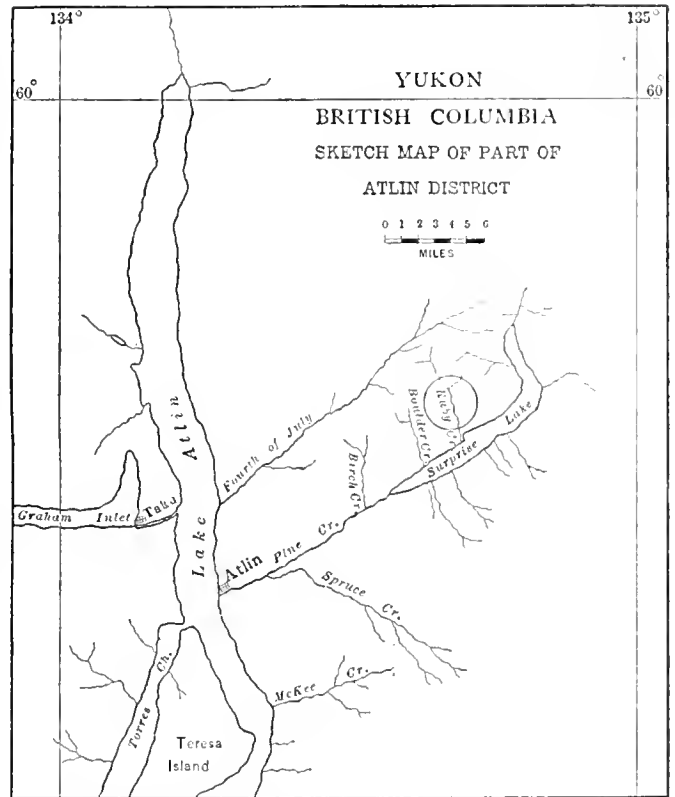 134°
135°
60°
60°
YUKON
BRITISH COLUMBIA
SKETCH MAP OF PART OF
ATLIN DISTRICT
0 1 2 3 4 5 6
MILES
Atlin
Lake
Fourth of July
Boulder Cr.
Ruby Cr.
Surprise Lake
Birch Cr.
Graham Inlet
Taku
Atlin
Pine Cr.
Spruce Cr.
McKee Cr.
Torres Ch.
Teresa
Island